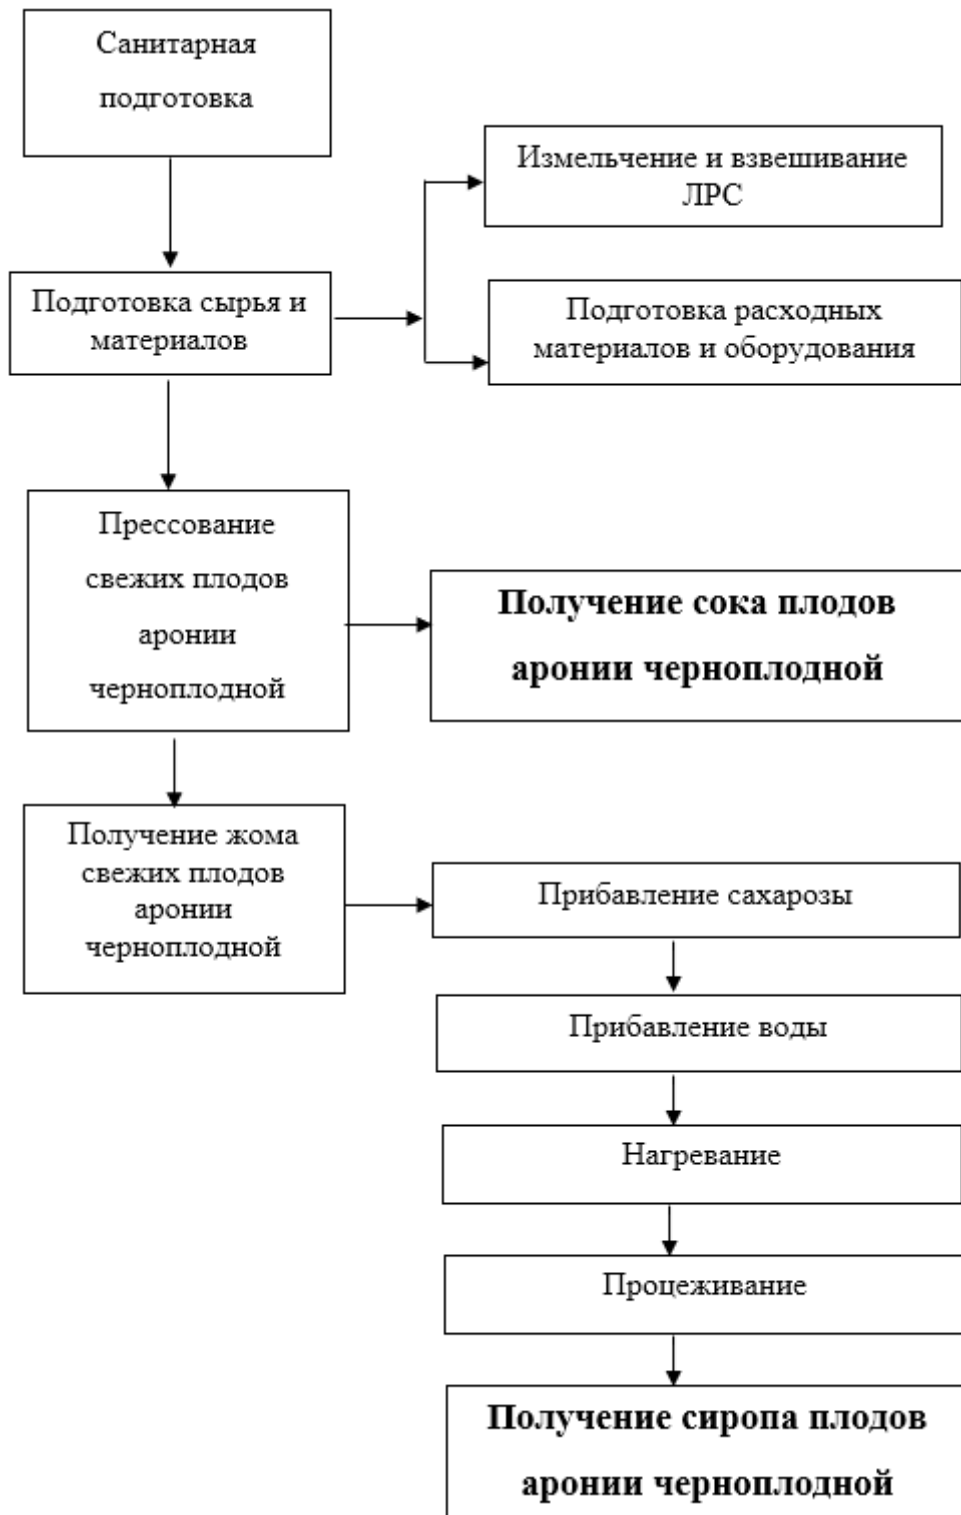 Санитарная
подготовка
Измельчение и взвешивание
ЛРС
Подготовка сырья и
материалов
Подготовка расходных
материалов и оборудования
Прессование
свежих плодов
аронии
черноплодной
Получение сока плодов
аронии черноплодной
Получение жома
свежих плодов
аронии
черноплодной
Прибавление сахарозы
Прибавление воды
Нагревание
Процеживание
Получение сиропа плодов
аронии черноплодной